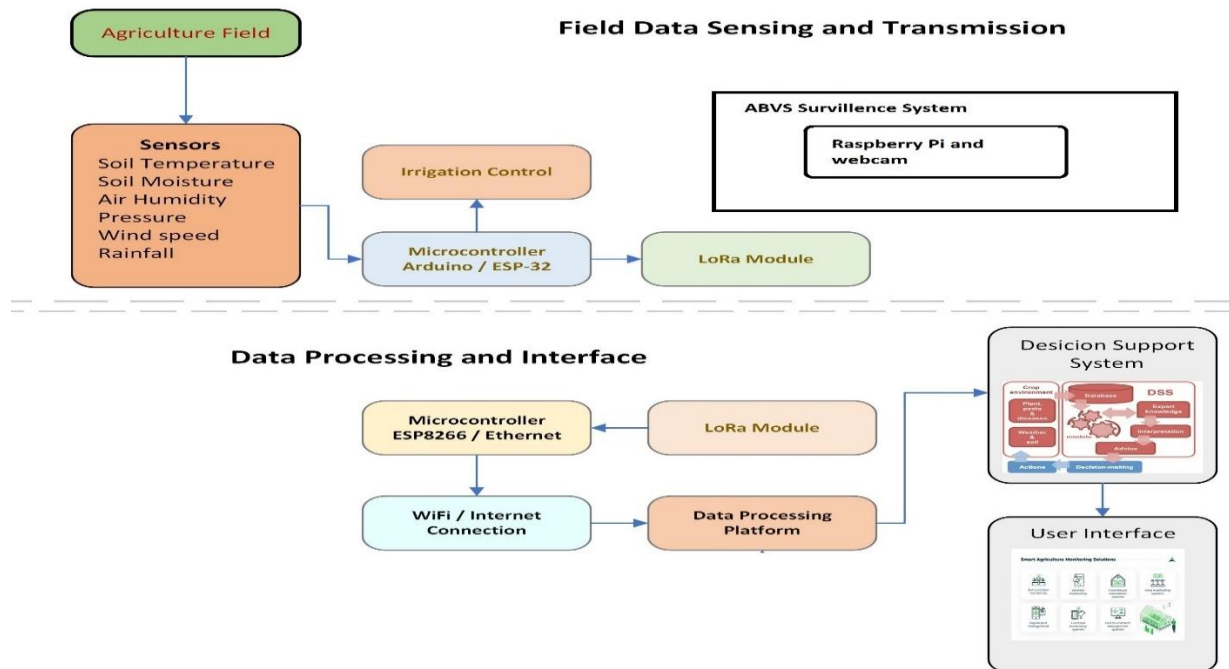 Agriculture Field
Field Data Sensing and Transmission
Sensors
Soil Temperature
Soil Moisture
Air Humidity
Pressure
Wind speed
Rainfall
Irrigation Control
Microcontroller
Arduino / ESP-32
LoRa Module
ABVS Survillence System
Raspberry Pi and
webcam
Data Processing and Interface
Microcontroller
ESP8266 / Ethernet
LoRa Module
WiFi / Internet
Connection
Data Processing
Platform
Desicion Support
System
Crop
environment
Plant,
pests
&
diseases
Weather
&
soil
DSS
Database
Expert
Knowledge
Interpretation
Advise
Actions
Decision-making
User Interface
Smart Agriculture Monitoring Solutions